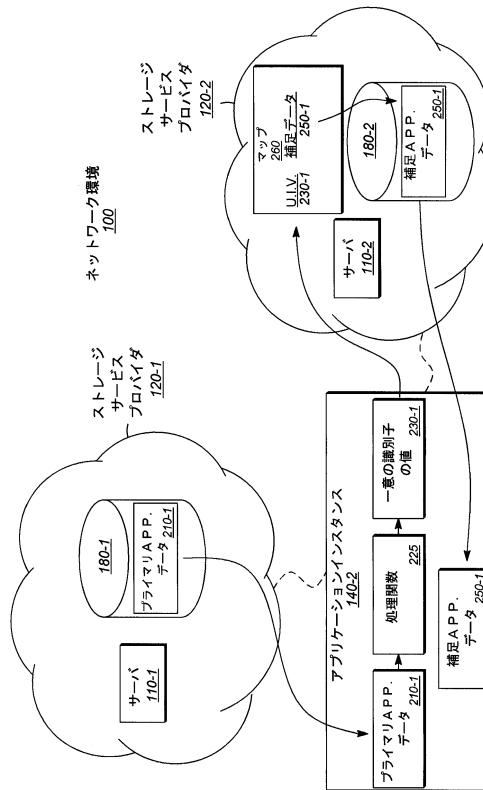 ネットワーク環境
100
ストレージ
サービス
プロバイダ
120-1
180-1
プライマリAPP.
データ 210-1
サーバ
110-1
ストレージ
サービス
プロバイダ
120-2
マップ
260
U.I.V. 補足データ
230-1 250-1
180-2
補足APP.
データ 250-1
サーバ
110-2
アプリケーションインスタンス
140-2
プライマリAPP.
データ 210-1
処理関数
225
一意の識別子
の値 230-1
補足APP.
データ 250-1